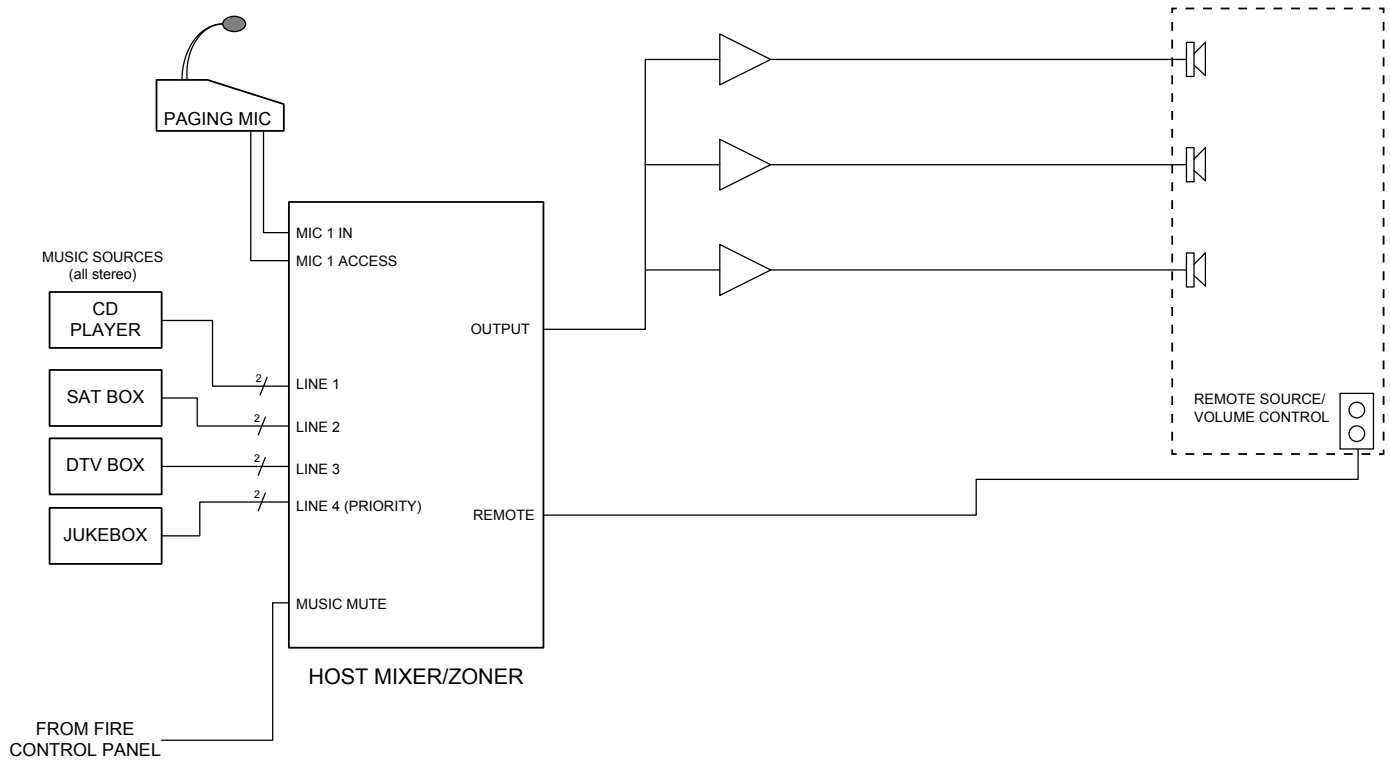 PAGING MIC
MIC 1 IN
MIC 1 ACCESS
MUSIC SOURCES
(all stereo)
CD
PLAYER
OUTPUT
2
LINE 1
SAT BOX
2
LINE 2
DTV BOX
2
LINE 3
JUKEBOX
2
LINE 4 (PRIORITY)
REMOTE
REMOTE SOURCE/
VOLUME CONTROL
MUSIC MUTE
HOST MIXER/ZONER
FROM FIRE
CONTROL PANEL